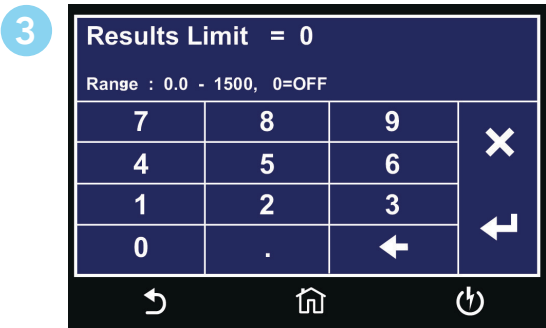 3
Results Limit = 0
Range : 0.0 - 1500, 0=OFF
7 8 9
4 5 6
1 2 3
0 .